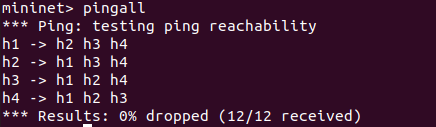 mininet> pingall
*** Ping: testing ping reachability
h1 -> h2 h3 h4
h2 -> h1 h3 h4
h3 -> h1 h2 h4
h4 -> h1 h2 h3
*** Results: 0% dropped (12/12 received)